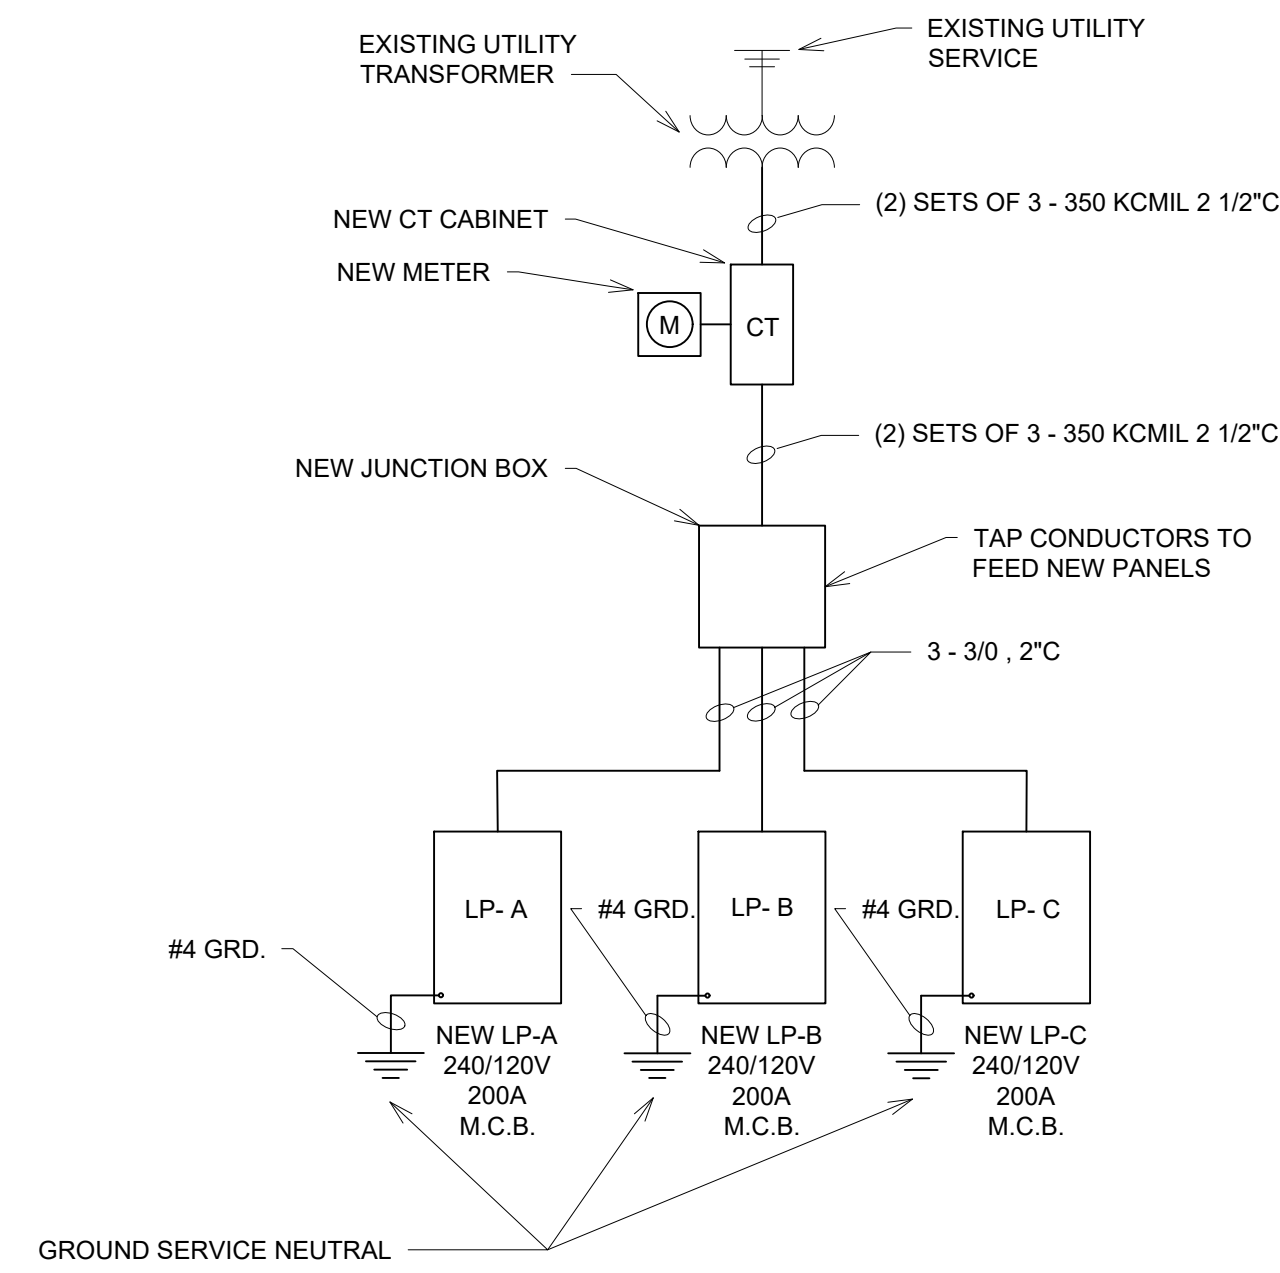 EXISTING UTILITY
TRANSFORMER
EXISTING UTILITY
SERVICE
(2) SETS OF 3 - 350 KCMIL 2 1/2"C
NEW CT CABINET
NEW METER
M
CT
(2) SETS OF 3 - 350 KCMIL 2 1/2"C
NEW JUNCTION BOX
TAP CONDUCTORS TO
FEED NEW PANELS
3 - 3/0 , 2"C
LP- A
#4 GRD.
LP- B
#4 GRD.
LP- C
#4 GRD.
NEW LP-A
240/120V
200A
M.C.B.
NEW LP-B
240/120V
200A
M.C.B.
NEW LP-C
240/120V
200A
M.C.B.
GROUND SERVICE NEUTRAL